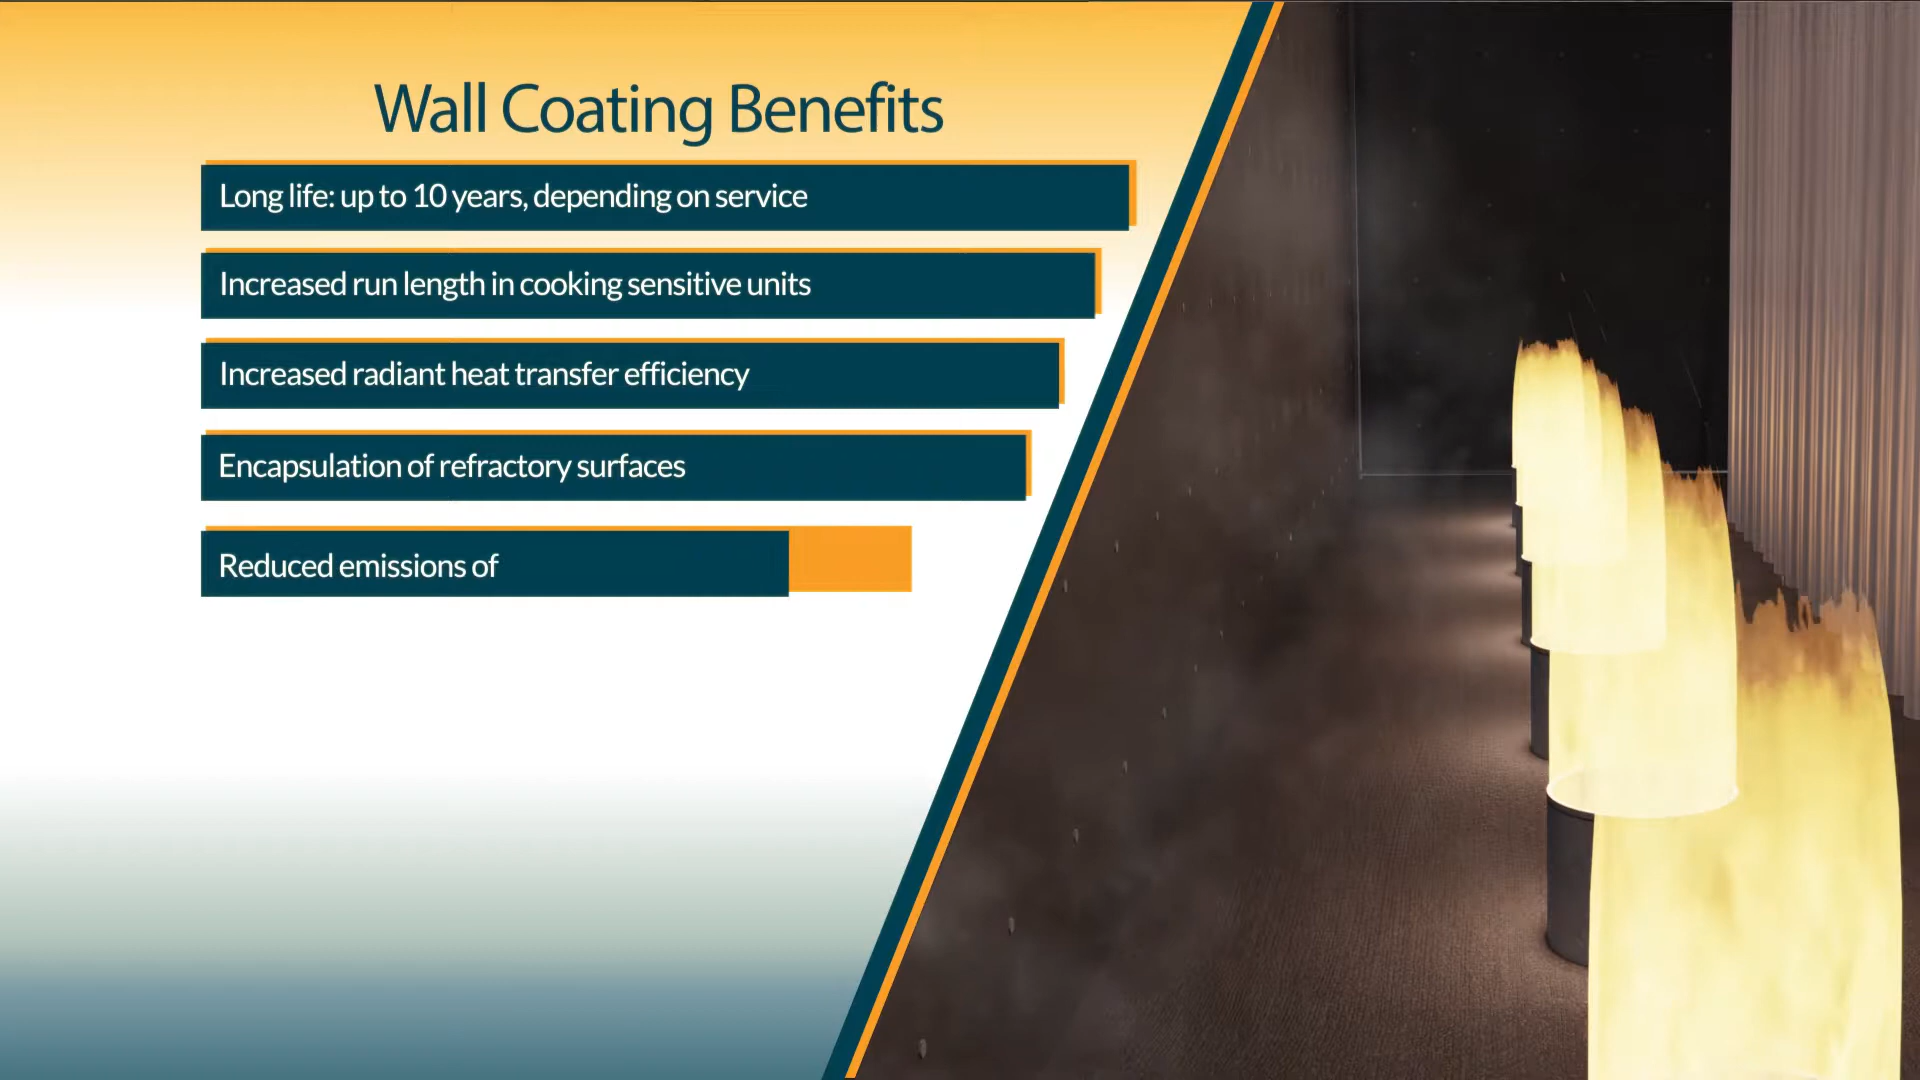 Wall Coating Benefits
Long life: up to 10 years, depending on service
Increased run length in cooking sensitive units
Increased radiant heat transfer efficiency
Encapsulation of refractory surfaces
Reduced emissions of